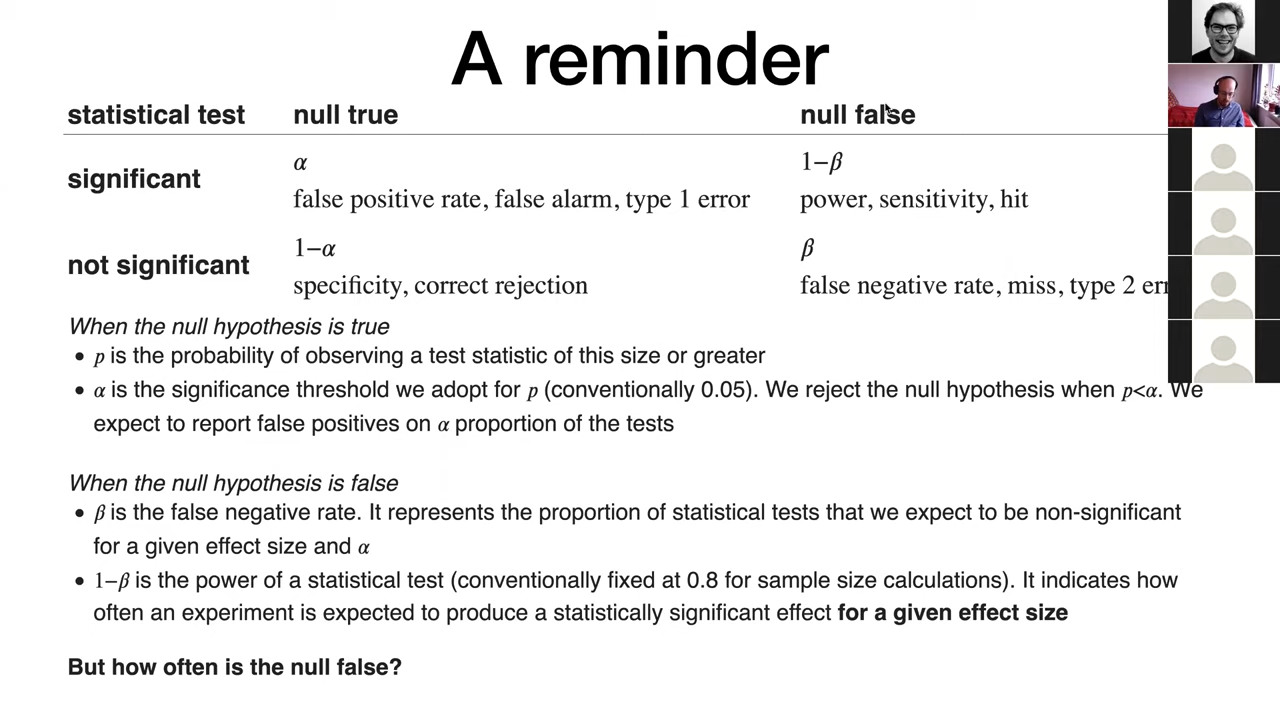 A reminder
statistical test null true null false
significant
α 1−β
false positive rate, false alarm, type 1 error power, sensitivity, hit
not significant
1−α β
specificity, correct rejection false negative rate, miss, type 2
When the null hypothesis is true
• p is the probability of observing a test statistic of this size or greater
• α is the significance threshold we adopt for p (conventionally 0.05). We reject the null hypothesis when p<α. We
expect to report false positives on α proportion of the tests
When the null hypothesis is false
• β is the false negative rate. It represents the proportion of statistical tests that we expect to be non-significant
for a given effect size and α
• 1−β is the power of a statistical test (conventionally fixed at 0.8 for sample size calculations). It indicates how
often an experiment is expected to produce a statistically significant effect for a given effect size
But how often is the null false?